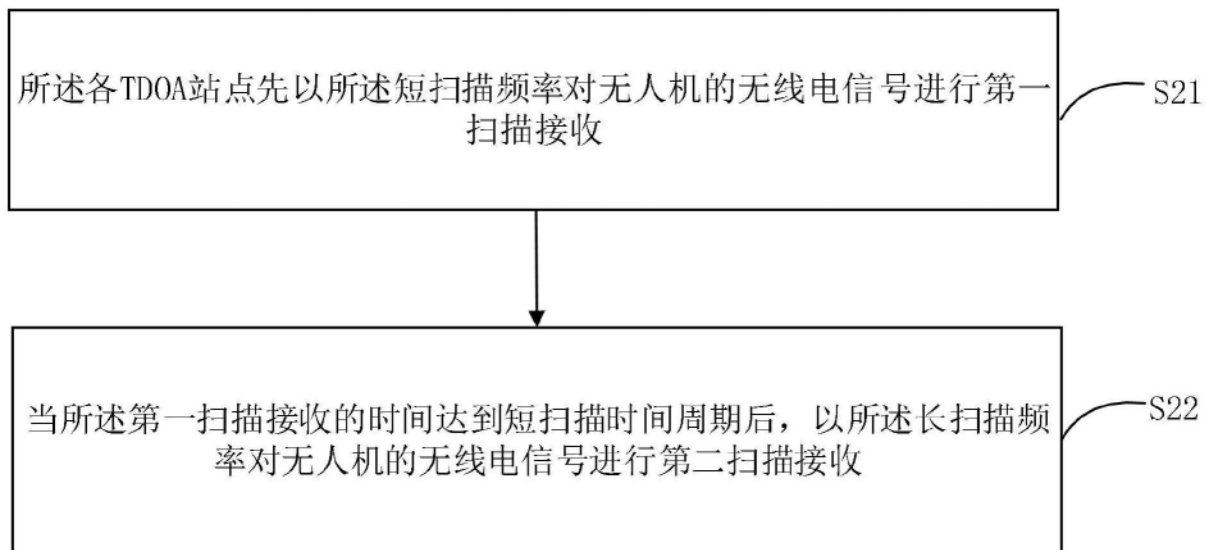 所述各TDOA站点先以所述短扫描频率对无人机的无线电信号进行第一
扫描接收
S21
当所述第一扫描接收的时间达到短扫描时间周期后，以所述长扫描频
率对无人机的无线电信号进行第二扫描接收
S22